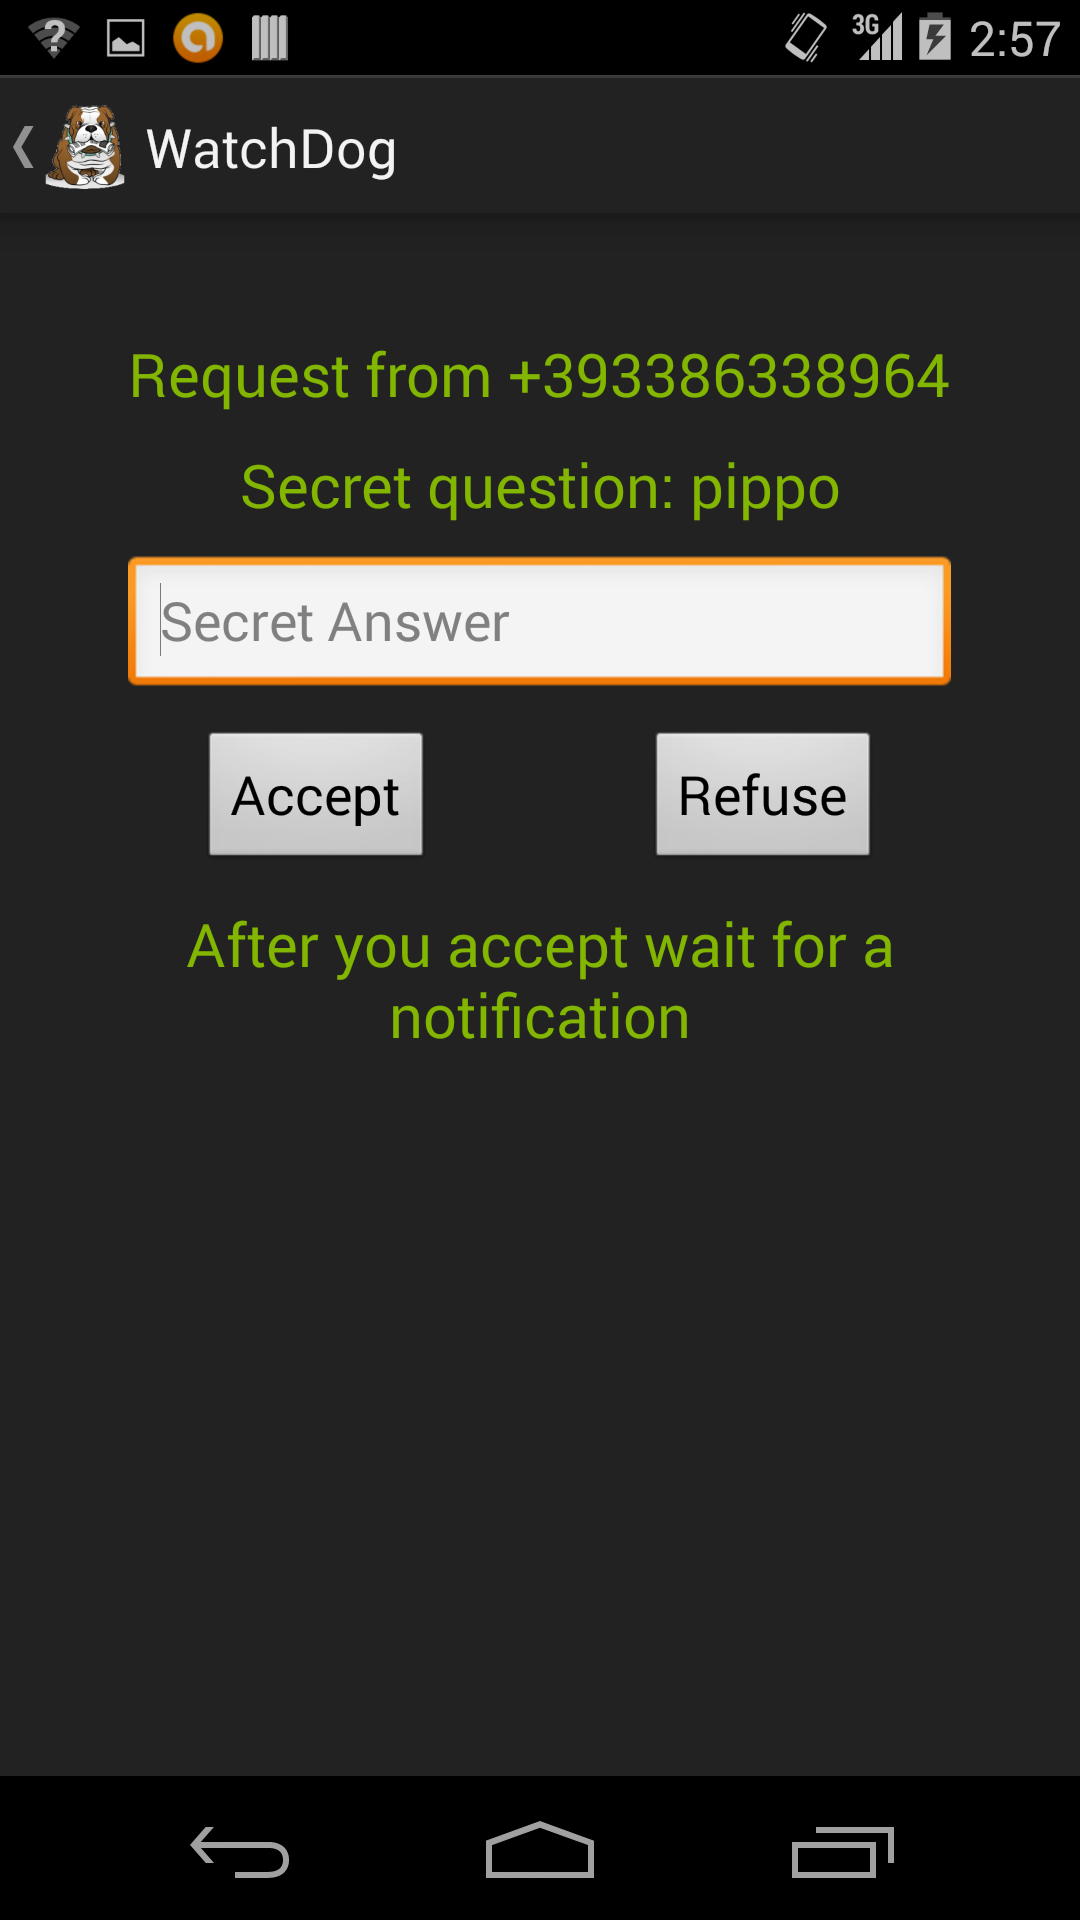 3G 2:57
WatchDog
Request from +393386338964
Secret question: pippo
Secret Answer
Accept Refuse
After you accept wait for a
notification